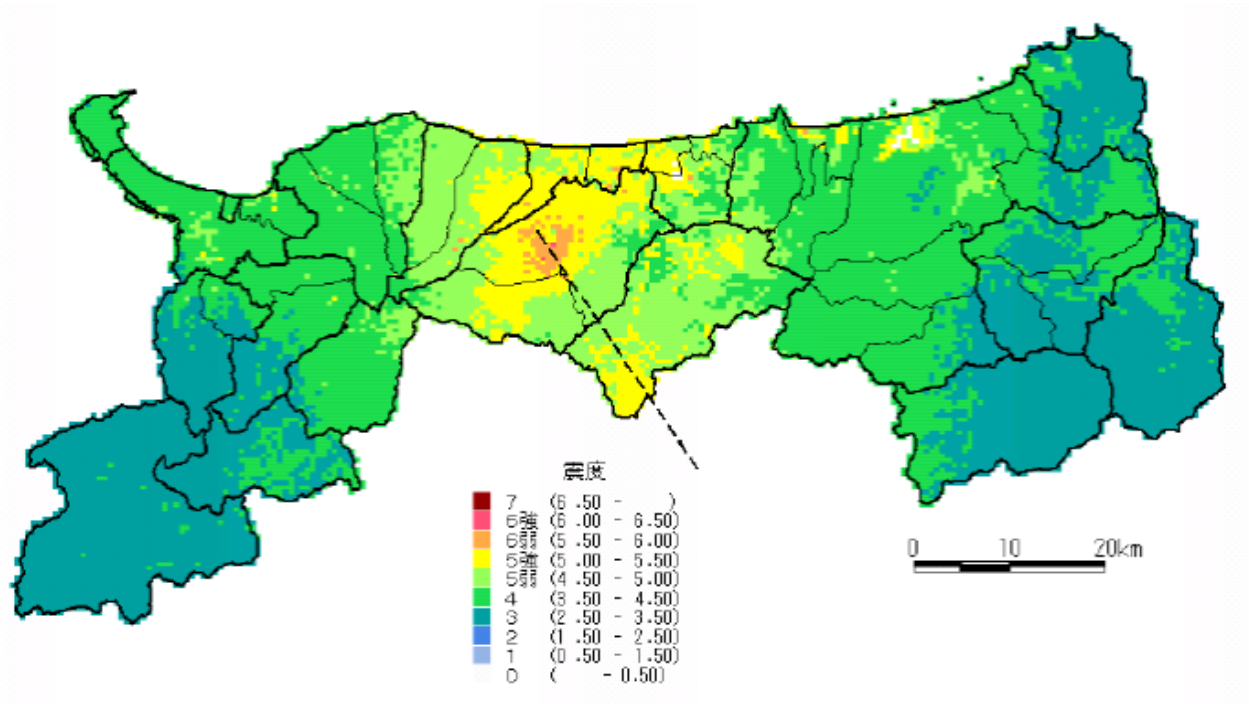 震度
7 (6.50 - )
6強 (6.00 - 6.50)
6弱 (5.50 - 6.00)
5強 (5.00 - 5.50)
5弱 (4.50 - 5.00)
4 (3.50 - 4.50)
3 (2.50 - 3.50)
2 (1.50 - 2.50)
1 (0.50 - 1.50)
0 ( - 0.50)
0 10 20km